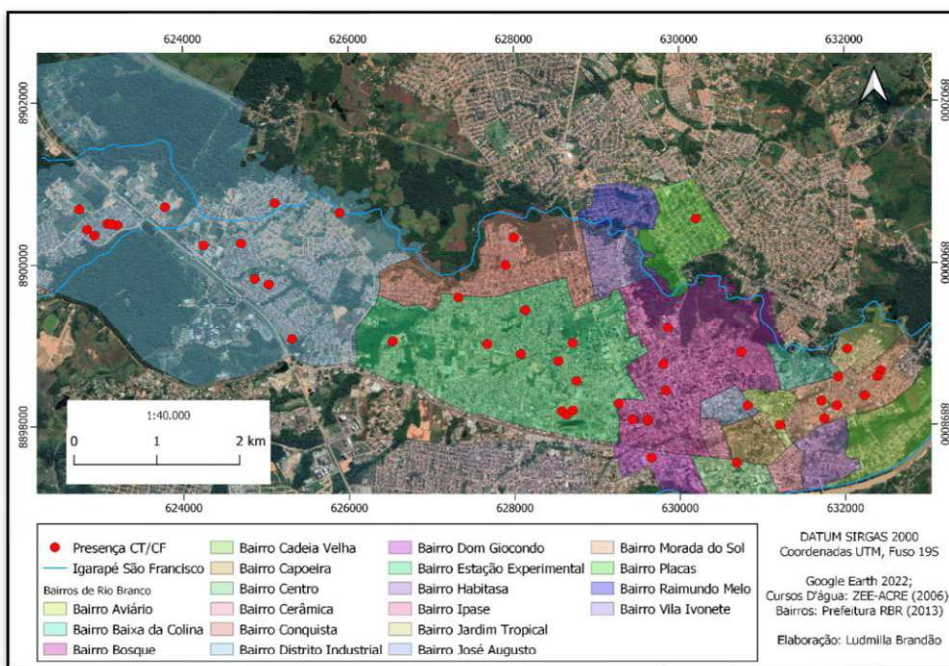 624000 626000 628000 630000 632000
8902000 8902000
8900000 8900000
8898000 8898000
1:40.000
0 1 2 km
624000 626000 628000 630000 632000
Presença CT/CF
Igarapé São Francisco
Bairros de Rio Branco
Bairro Aviário
Bairro Baixa da Colina
Bairro Bosque
Bairro Cadeia Velha
Bairro Capoeira
Bairro Centro
Bairro Cerâmica
Bairro Conquista
Bairro Distrito Industrial
Bairro Dom Giocondo
Bairro Estação Experimental
Bairro Habitasa
Bairro Ipase
Bairro Jardim Tropical
Bairro José Augusto
Bairro Morada do Sol
Bairro Placas
Bairro Raimundo Melo
Bairro Vila Ivonete
DATUM SIRGAS 2000
Coordenadas UTM, Fuso 19S
Google Earth 2022;
Cursos D'água: ZEE-ACRE (2006)
Bairros: Prefeitura RBR (2013)
Elaboração: Ludmilla Brandão